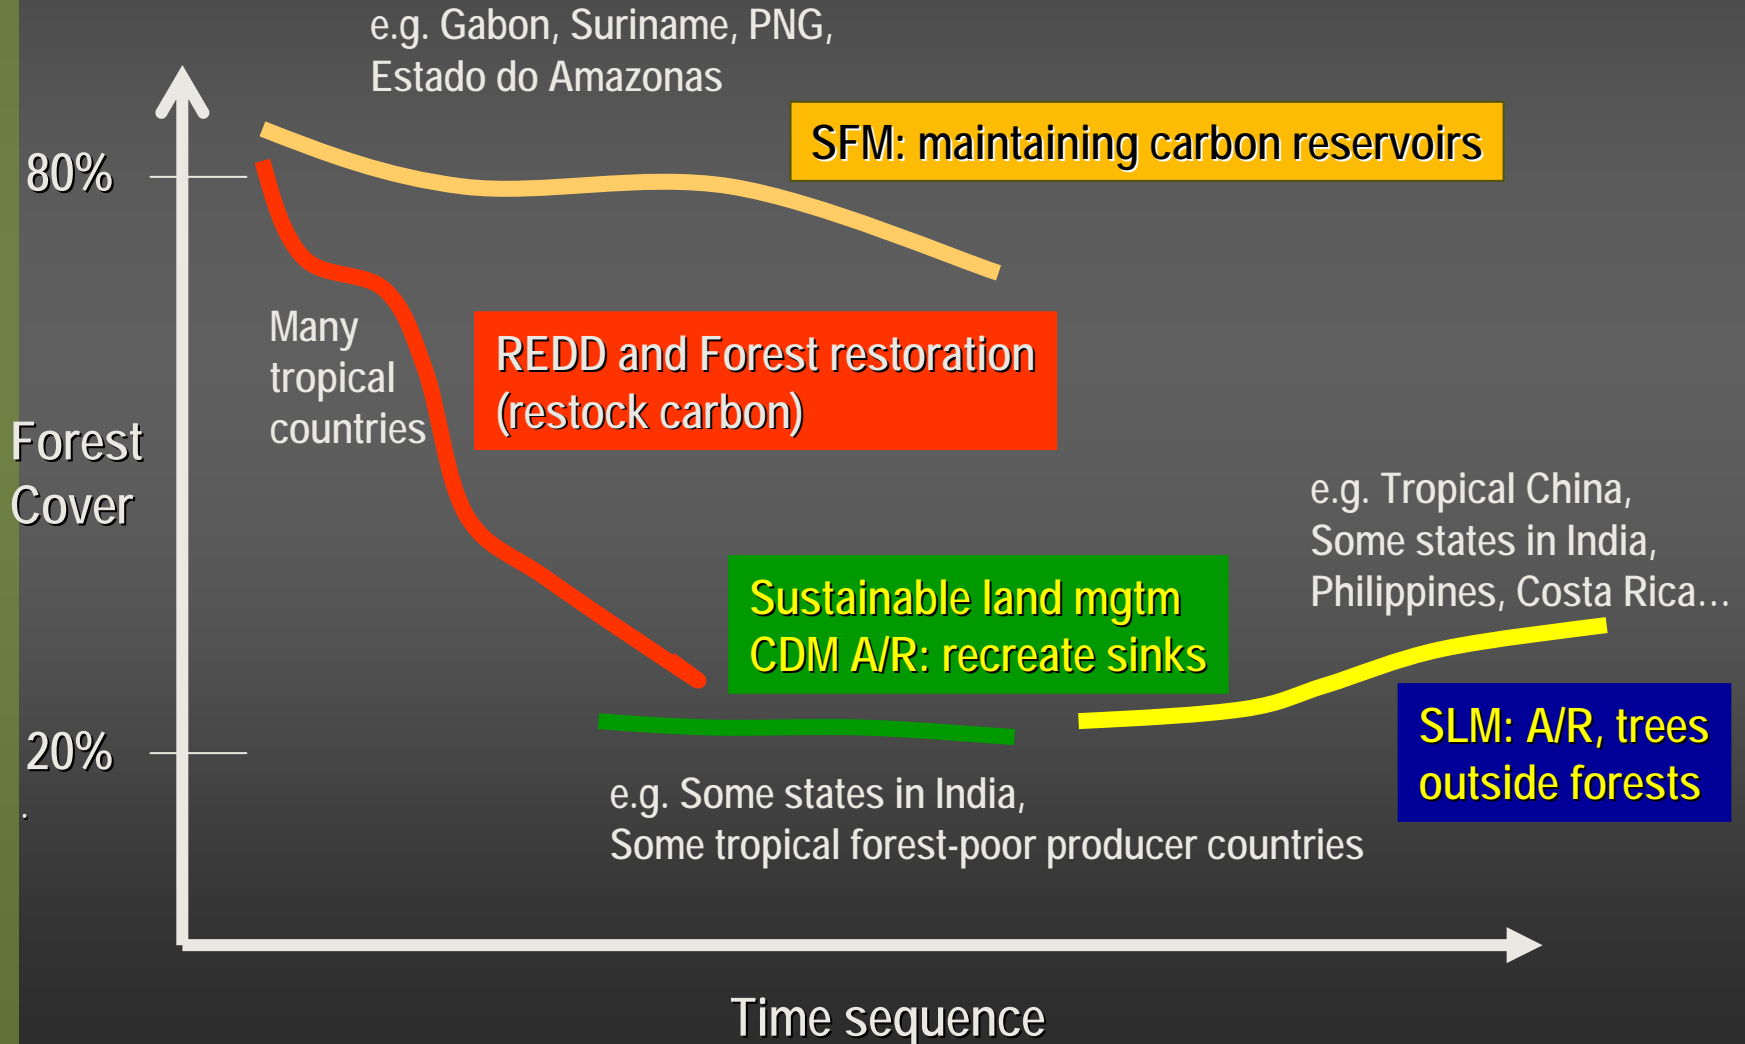 e.g. Gabon, Suriname, PNG,
Estado do Amazonas
SFM: maintaining carbon reservoirs
80%
Many
tropical
countries
REDD and Forest restoration
(restock carbon)
Forest
Cover
e.g. Tropical China,
Some states in India,
Philippines, Costa Rica...
Sustainable land mgtm
CDM A/R: recreate sinks
SLM: A/R, trees
outside forests
20%
.
e.g. Some states in India,
Some tropical forest-poor producer countries
Time sequence